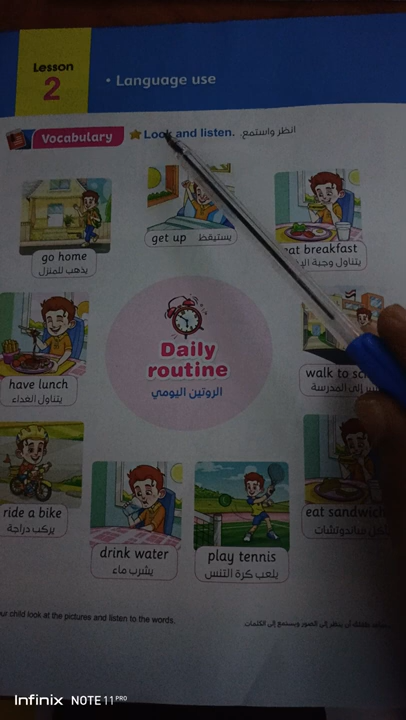 Lesson
2
• Language use
Vocabulary
Look and listen. انظر واستمع.
get up يستيقظ
eat breakfast
يتناول وجبة
walk to
إلى المدرسة
eat
ساندوتشات
play tennis
يلعب كرة التنس
drink water
يشرب ماء
ride a bike
يركب دراجة
have lunch
يتناول الغداء
go home
يذهب للمنزل
Daily
routine
الروتين اليومي
your child look at the pictures and listen to the words.
طفلك أن ينظر إلى الصور ويستمع إلى الكلمات.
Infinix NOTE 11 PRO